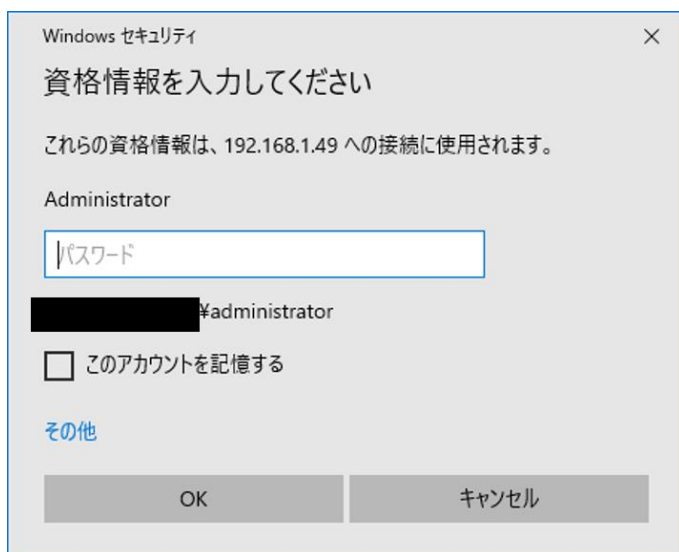 Windows セキュリティ
資格情報を入力してください
これらの資格情報は、192.168.1.49 への接続に使用されます。
Administrator
パスワード
¥administrator
このアカウントを記憶する
その他
OK
キャンセル